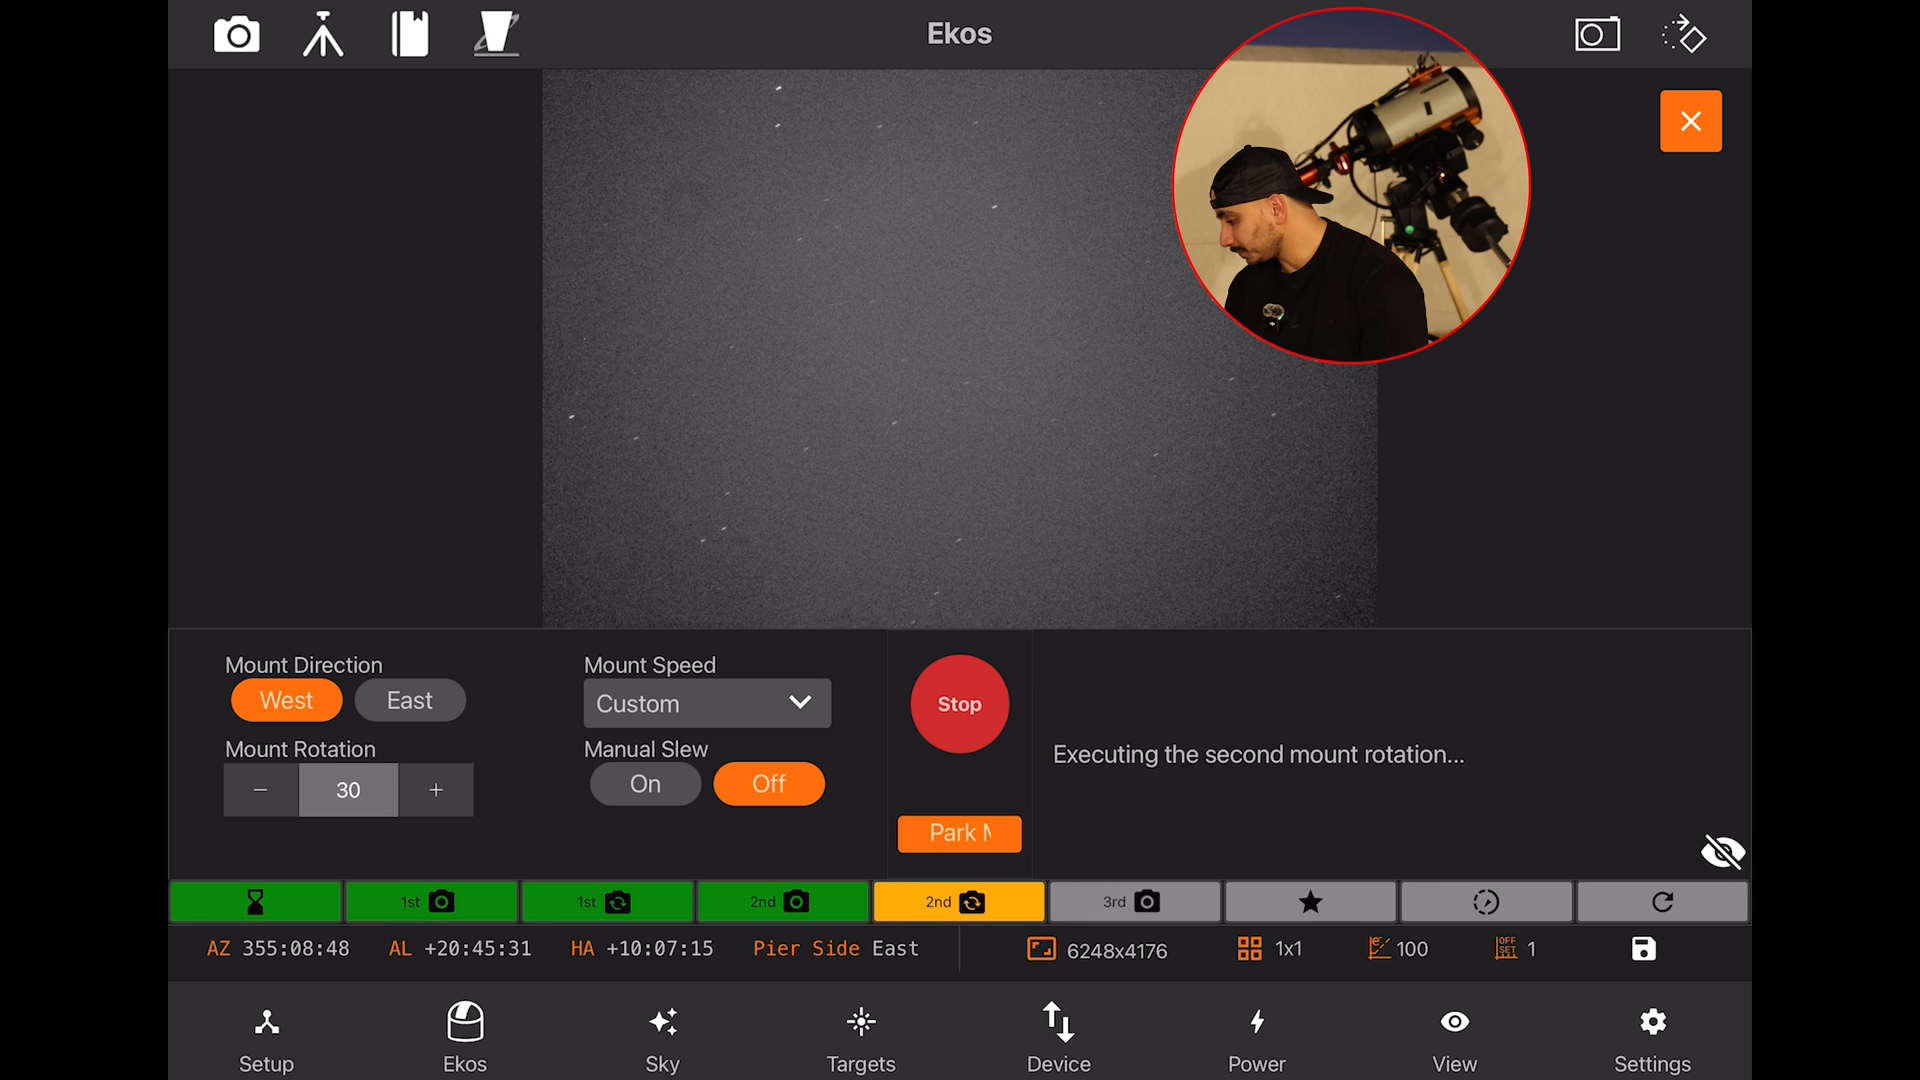 Ekos
Mount Direction
West East
Mount Rotation
− 30 +
Mount Speed
Custom
Manual Slew
On Off
Stop
Park M
Executing the second mount rotation...
1st 1st 2nd 2nd 3rd
AZ 355:08:48 AL +20:45:31 HA +10:07:15 Pier Side East 6248x4176 1x1 e- 100 OFF SET 1
Setup Ekos Sky Targets Device Power View Settings